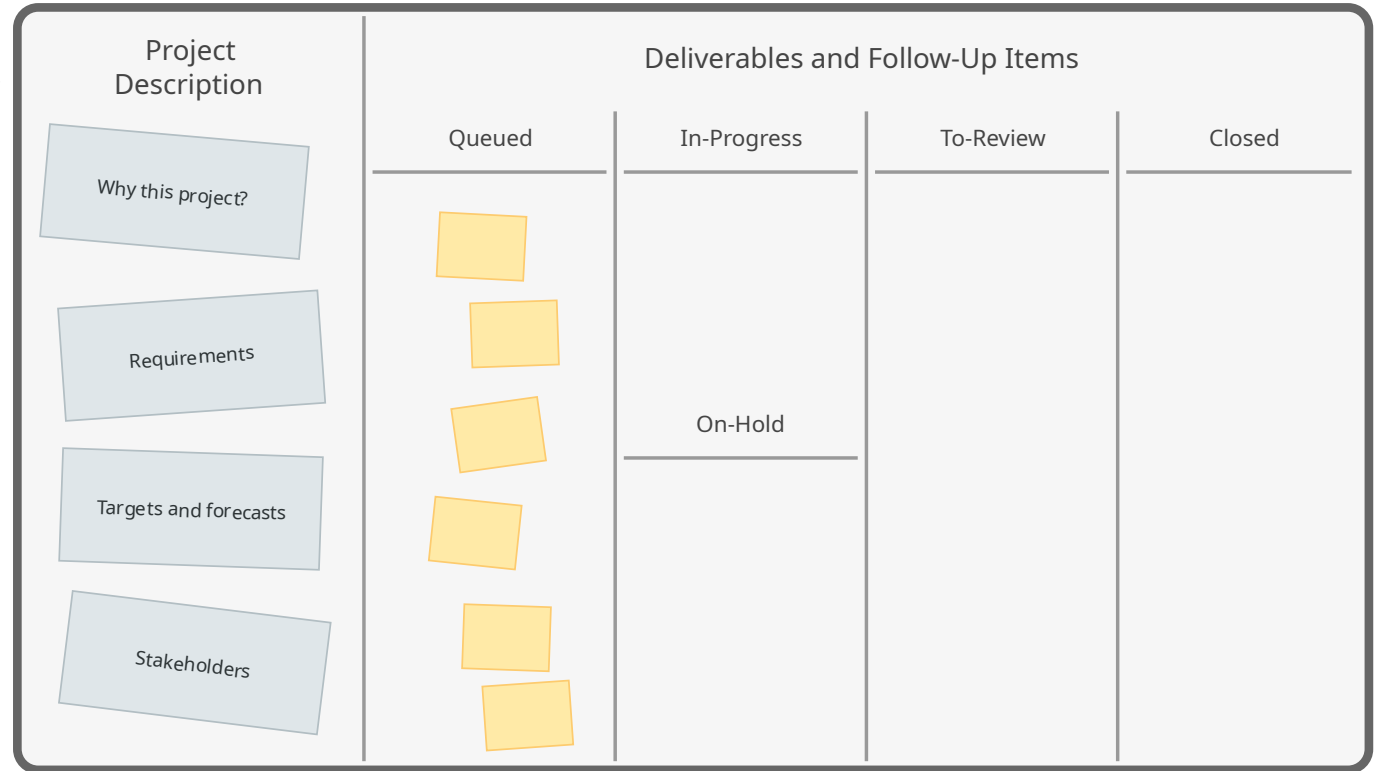 Project
Description
Why this project?
Requirements
Targets and forecasts
Stakeholders
Deliverables and Follow-Up Items
Queued
In-Progress
On-Hold
To-Review
Closed